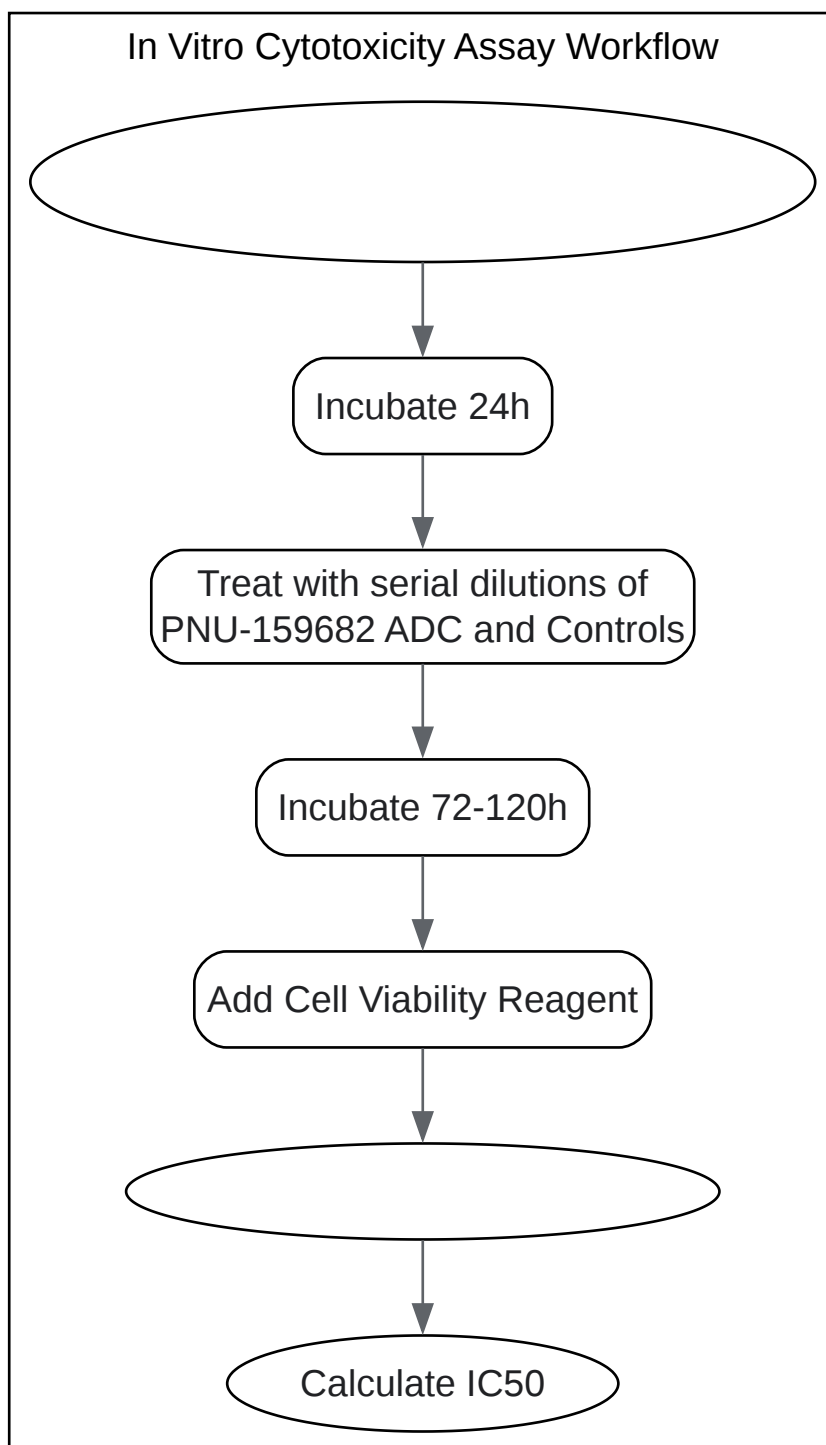 In Vitro Cytotoxicity Assay Workflow
Incubate 24h
Treat with serial dilutions of
PNU-159682 ADC and Controls
Incubate 72-120h
Add Cell Viability Reagent
Calculate IC50